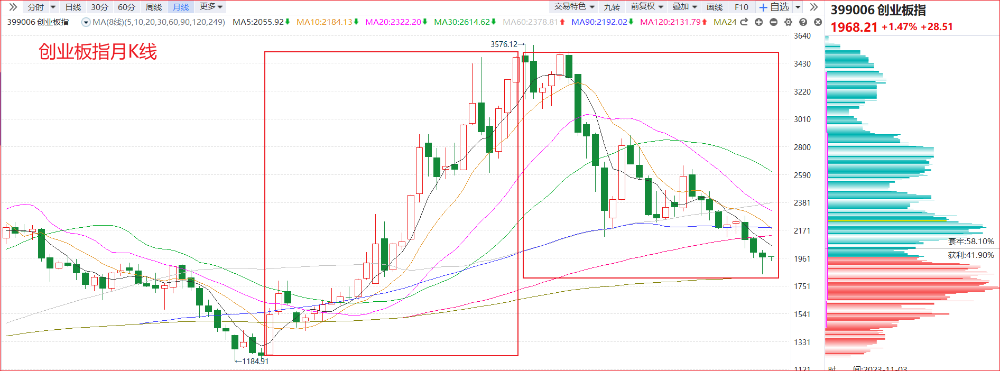 分时 日线 30分 60分 周线 月线 更多 交易特色 九转 前复权 叠加 画线 F10 +自选
399006 创业板指 MA(8线)(5,10,20,30,60,90,120,249) MA5:2055.92 MA10:2184.13 MA20:2322.20 MA30:2614.62 MA60:2378.81 MA90:2192.02 MA120:2131.79 MA24
创业板指月K线
3576.12
1184.91
3640
3430
3220
3010
2800
2590
2381
2171
1961
1751
1541
1331
1121
399006 创业板指
1968.21 +1.47% +28.51
套牢:58.10%
获利:41.90%
时 间:2023-11-03